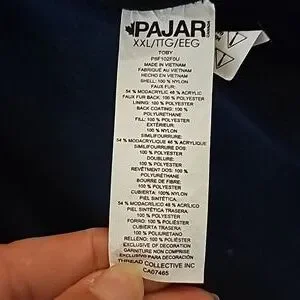 PAJAR
CANADA
XXL/TTG/EEG
TOBY
P5F102F0U
MADE IN VIETNAM
FABRIQUÉ AU VIETNAM
HECHO EN VIETNAM
SHELL: 100 % NYLON
FAUX FUR:
54 % MODACRYLIC 46 % ACRYLIC
FAUX FUR BACK: 100 % POLYESTER
LINING: 100 % POLYESTER
BACK COATING: 100 %
POLYURETHANE
FILL: 100 % POLYESTER
EXTÉRIEUR:
100 % NYLON
SIMILIFOURRURE:
54 % MODACRYLIQUE 46 % ACRYLIQUE
SIMILIFOURRURE ENDOS:
100 % POLYESTER
DOUBLURE:
100 % POLYESTER
REVÊTMENT DOS: 100 %
POLYURÉTHANE
BOURRE DE FIBRE:
100 % POLYESTER
CUBIERTA: 100% NYLON
PIEL SINTÉTICA:
54 % MODACRÍLICO 46 % ACRÍLICO
PIEL SINTÉTICA TRASERA:
100 % POLIÉSTER
FORRO: 100 % POLIÉSTER
CUBIERTA TRASERA:
100 % POLIURETANO
RELLENO: 100 % POLIÉSTER
EXCLUSIVE OF DECORATION
GARNITURE NON COMPRISE
EXCLUSIVO PARA DECORACIÓN
THREAD COLLECTIVE INC
CA07465